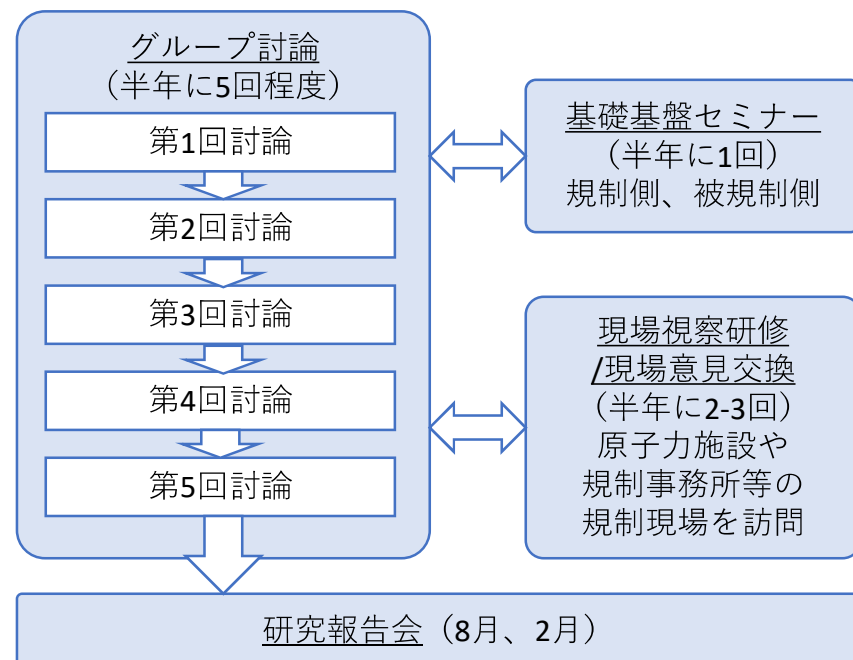 グループ討論
（半年に5回程度）
第1回討論
第2回討論
第3回討論
第4回討論
第5回討論
基礎基盤セミナー
（半年に1回）
規制側、被規制側
現場視察研修
/現場意見交換
（半年に2-3回）
原子力施設や
規制事務所等の
規制現場を訪問
研究報告会（8月、2月）